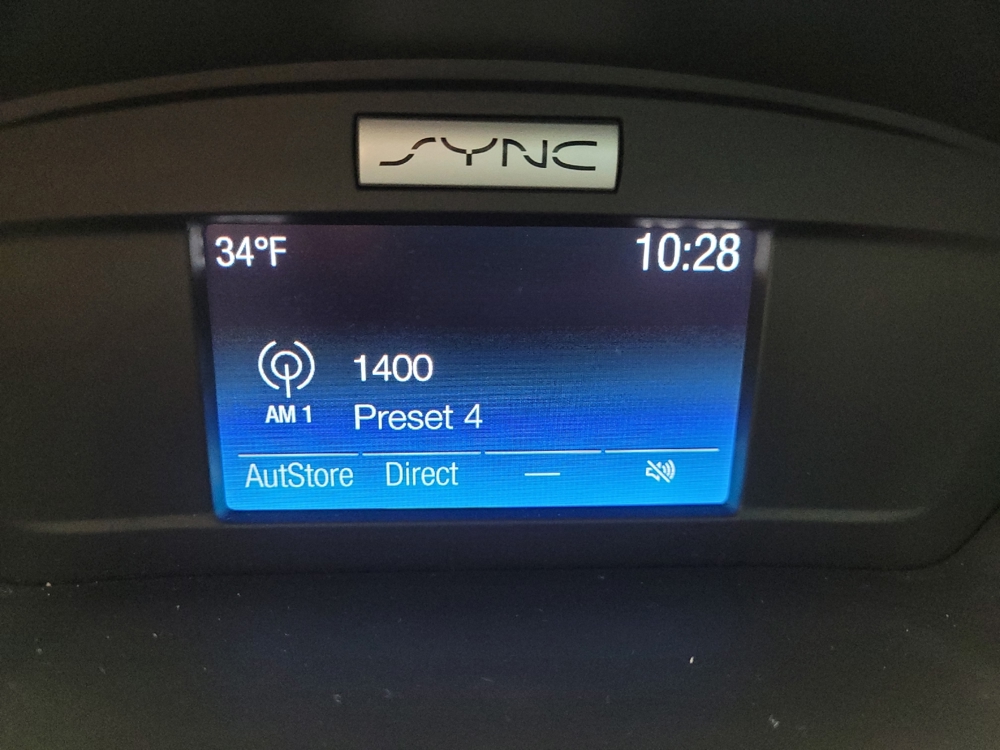 SYNC
34°F 10:28
1400
AM 1 Preset 4
AutStore Direct —